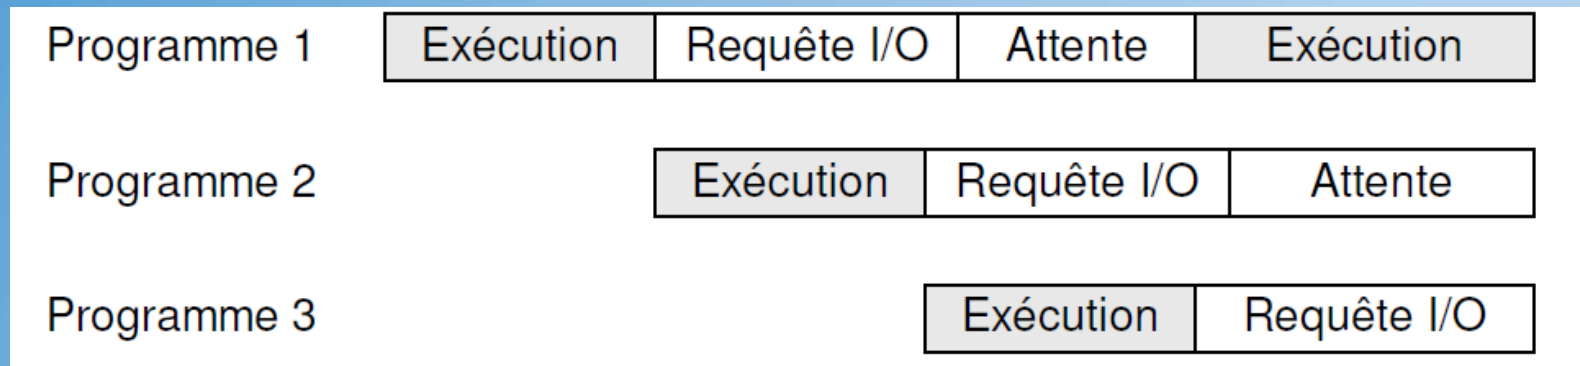 Programme 1 Exécution Requête I/O Attente Exécution
Programme 2 Exécution Requête I/O Attente
Programme 3 Exécution Requête I/O